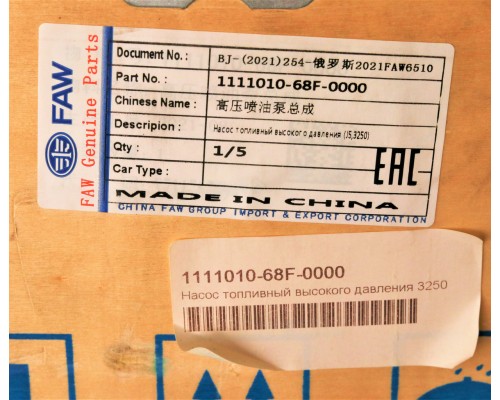 FAW
FAW Genuine Parts
Document No.: BJ-(2021)254-俄罗斯2021FAW6510
Part No.: 1111010-68F-0000
Chinese Name: 高压喷油泵总成
Descripion: Насос топливный высокого давления (J5,3250)
Qty: 1/5
Car Type:
EAC
MADE IN CHINA
CHINA FAW GROUP IMPORT & EXPORT CORPORATION
1111010-68F-0000
Насос топливный высокого давления 3250